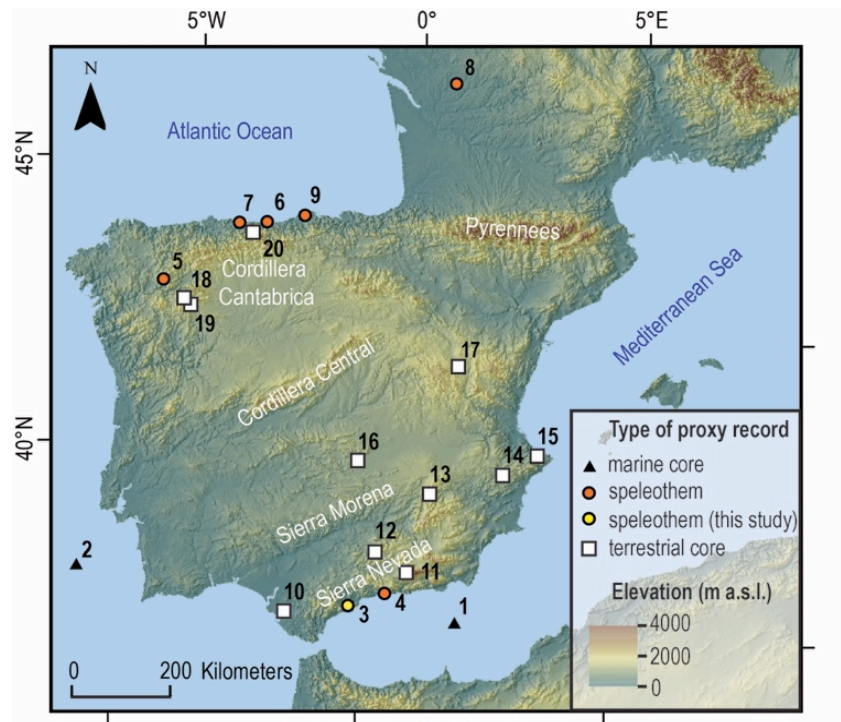 5°W 0° 5°E
N
8
Atlantic Ocean
45°N
7 6 9
20
Pyrennees
5
Cordillera
Cantabrica
18
19
Mediterranean Sea
17
Cordillera Central
40°N
16
15
14
13
Sierra Morena
12
Sierra Nevada
11
2
10
3
4
1
0 200 Kilometers
Type of proxy record
marine core
speleothem
speleothem (this study)
terrestrial core
Elevation (m a.s.l.)
4000
2000
0